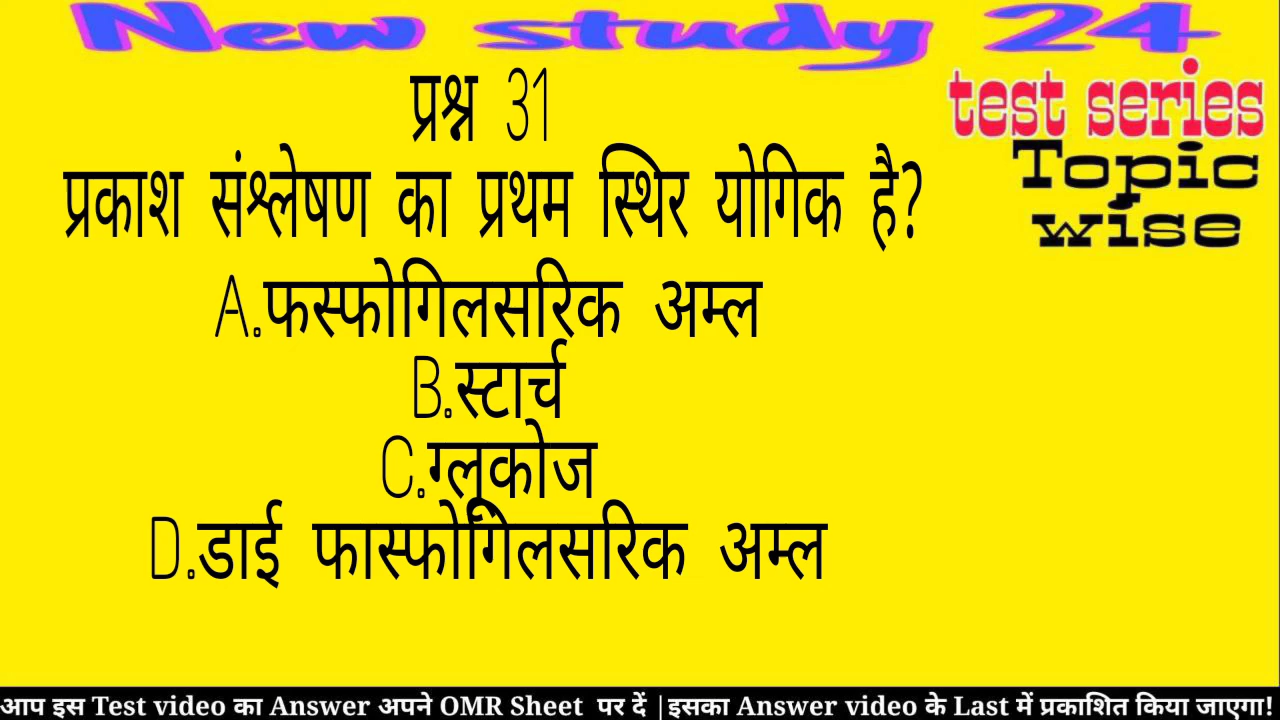 New study 24
test series
Topic
wise
प्रश्न 31
प्रकाश संश्लेषण का प्रथम स्थिर योगिक है?
A.फस्फोगिलसरिक अम्ल
B.स्टार्च
C.ग्लूकोज
D.डाई फास्फोगिलसरिक अम्ल
आप इस Test video का Answer अपने OMR Sheet पर दें |इसका Answer video के Last में प्रकाशित किया जाएगा!